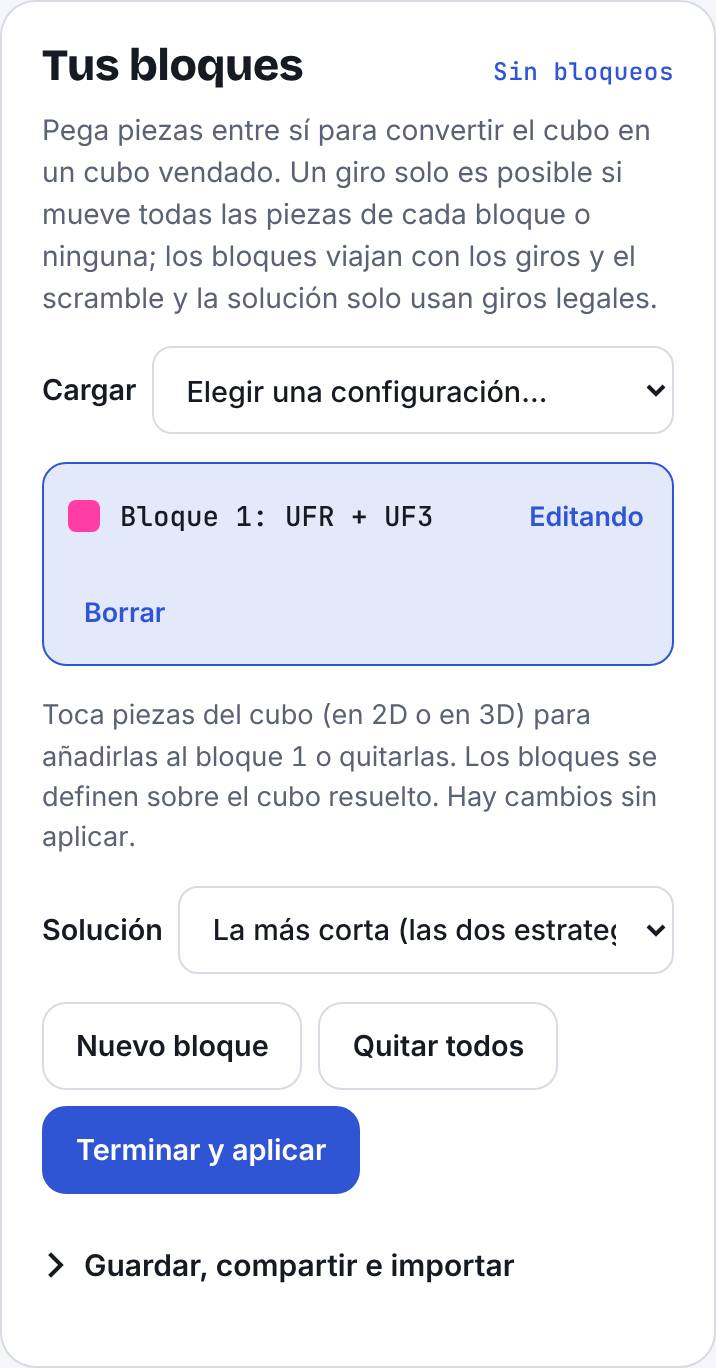 Tus bloques
Sin bloqueos
Pega piezas entre sí para convertir el cubo en
un cubo vendado. Un giro solo es posible si
mueve todas las piezas de cada bloque o
ninguna; los bloques viajan con los giros y el
scramble y la solución solo usan giros legales.
Cargar
Elegir una configuración...
Bloque 1: UFR + UF3
Editando
Borrar
Toca piezas del cubo (en 2D o en 3D) para
añadirlas al bloque 1 o quitarlas. Los bloques se
definen sobre el cubo resuelto. Hay cambios sin
aplicar.
Solución
La más corta (las dos
Nuevo bloque
Quitar todos
Terminar y aplicar
Guardar, compartir e importar